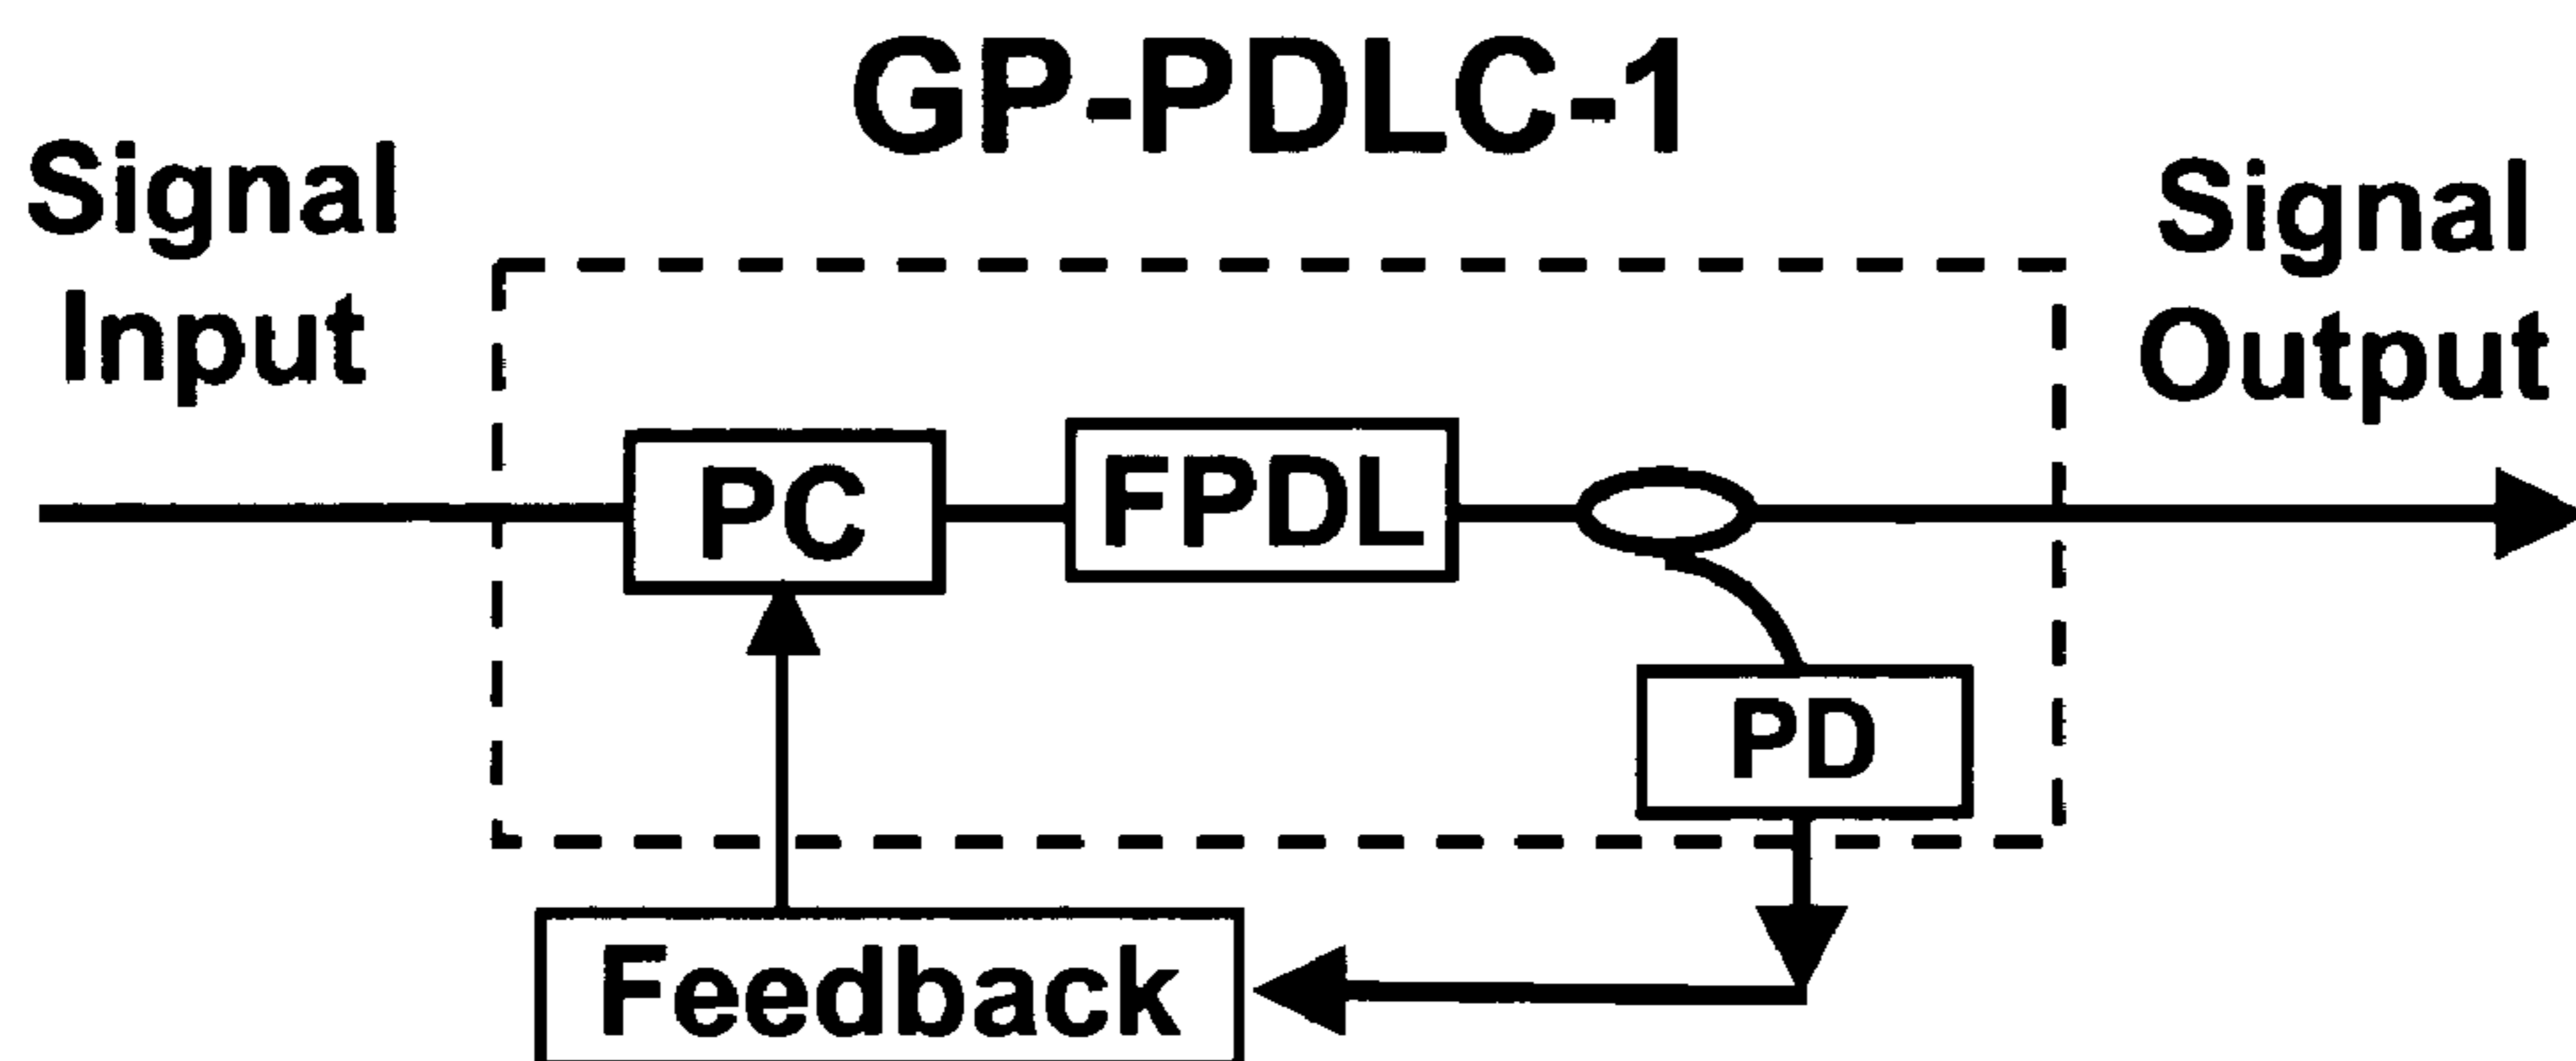 GP-PDLC-1
Signal
Input
Signal
Output
PC
FPDL
PD
Feedback